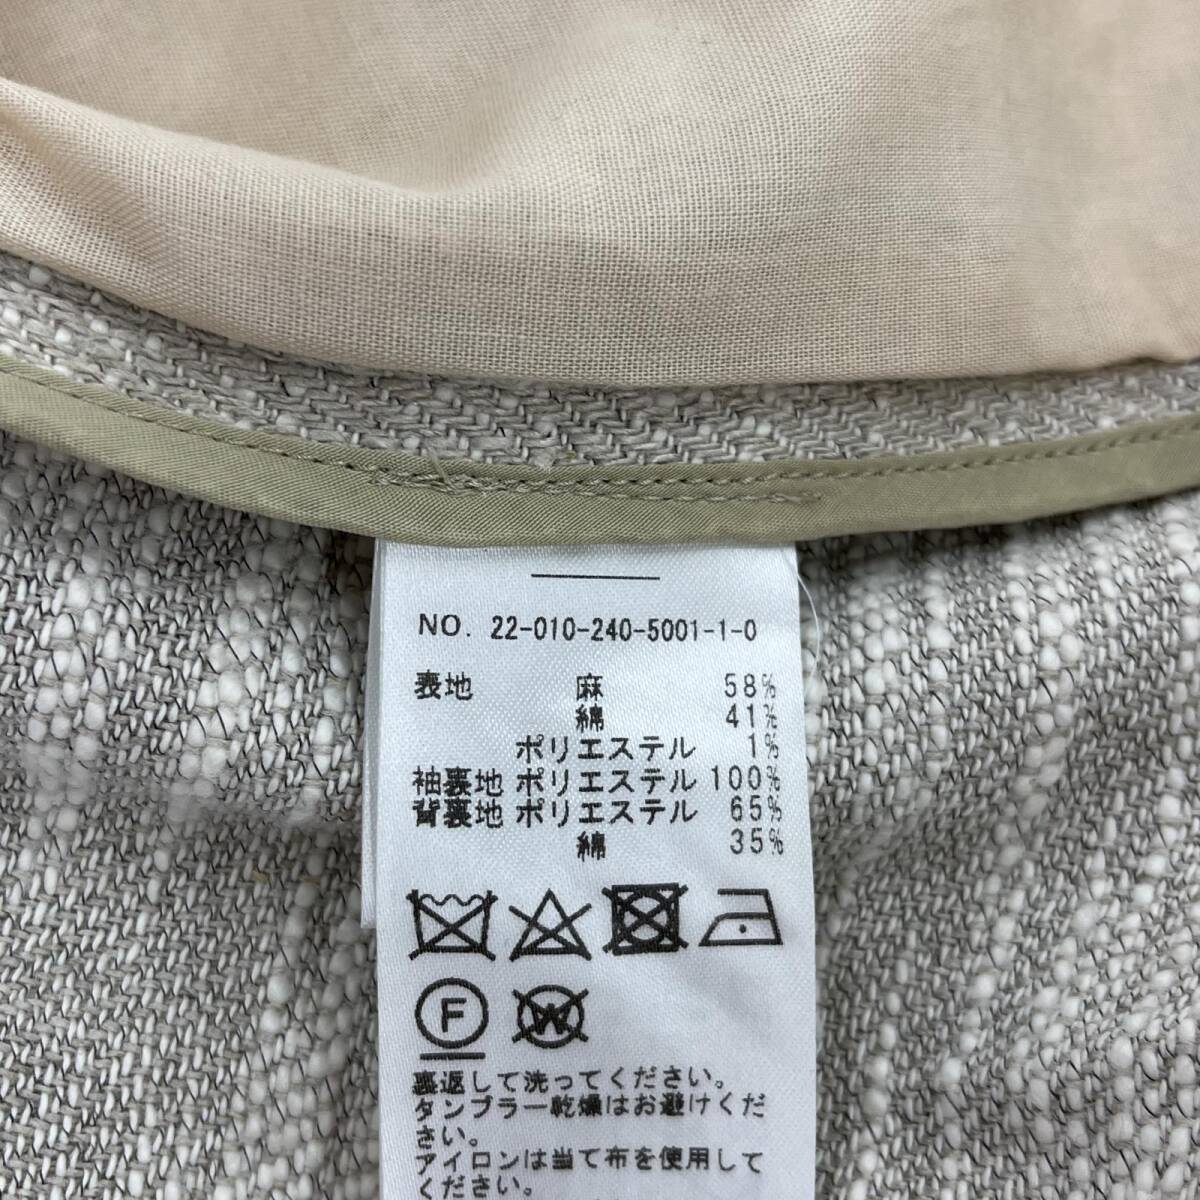 NO. 22-010-240-5001-1-0
表地 麻 58%
綿 41%
ポリエステル 1%
袖裏地 ポリエステル 100%
背裏地 ポリエステル 65%
綿 35%
F
W
裏返して洗ってください。
タンブラー乾燥はお避けくだ
さい。
アイロンは当て布を使用して
ください。